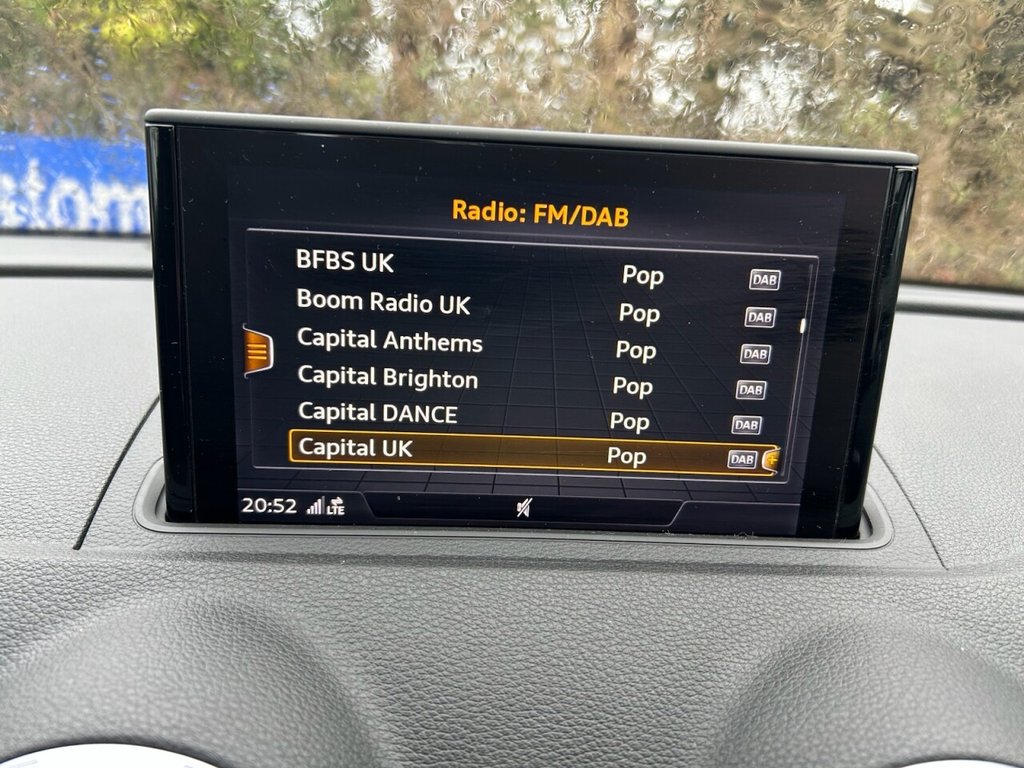 Radio: FM/DAB
BFBS UK Pop DAB
Boom Radio UK Pop DAB
Capital Anthems Pop DAB
Capital Brighton Pop DAB
Capital DANCE Pop DAB
Capital UK Pop DAB
20:52 LTE